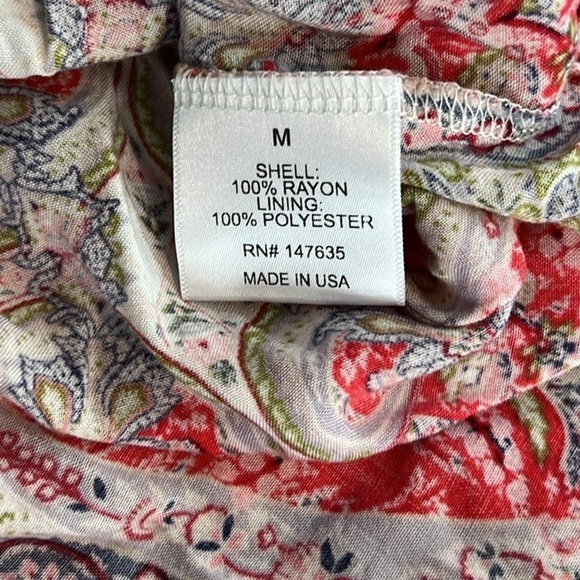 M
SHELL:
100% RAYON
LINING:
100% POLYESTER
RN# 147635
MADE IN USA